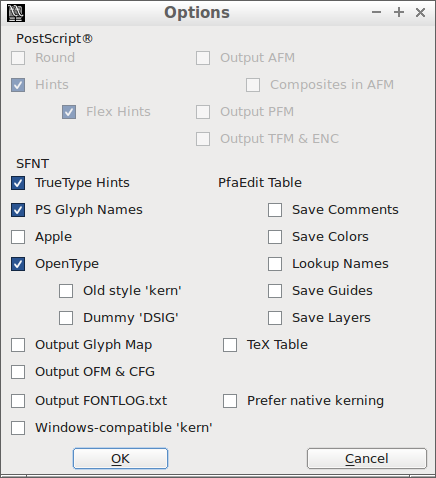 Options
PostScript®
Round
Output AFM
Hints
Composites in AFM
Flex Hints
Output PFM
Output TFM & ENC
SFNT
TrueType Hints
PfaEdit Table
PS Glyph Names
Save Comments
Apple
Save Colors
OpenType
Lookup Names
Old style 'kern'
Save Guides
Dummy 'DSIG'
Save Layers
Output Glyph Map
TeX Table
Output OFM & CFG
Output FONTLOG.txt
Prefer native kerning
Windows-compatible 'kern'
OK
Cancel